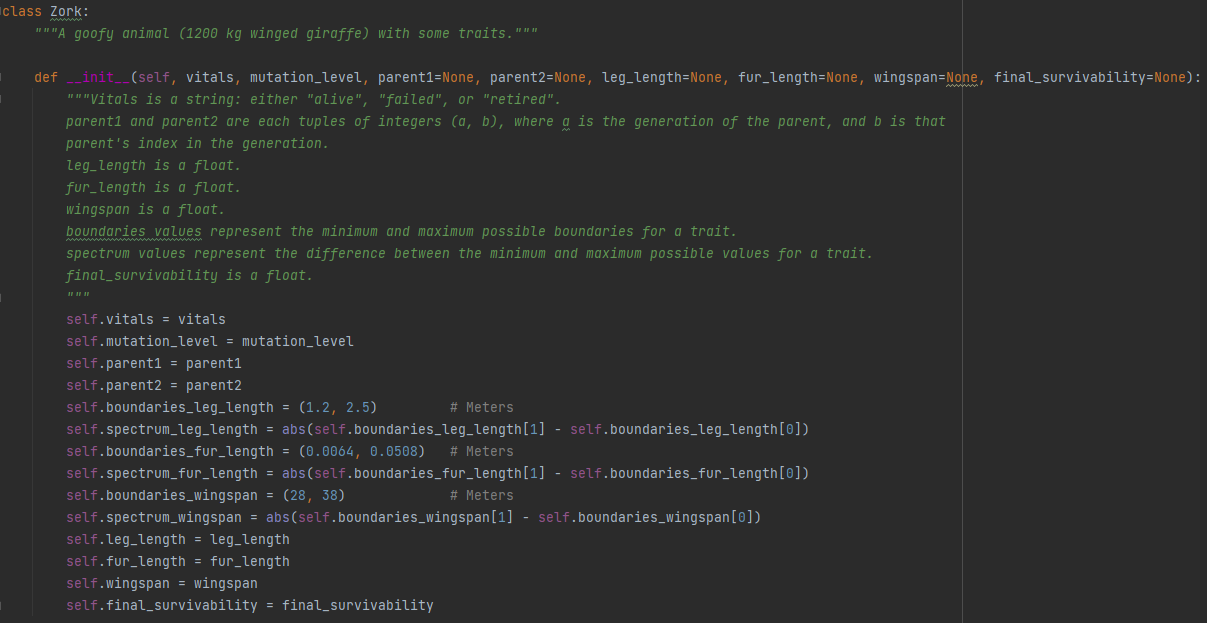 class Zork:
    """A goofy animal (1200 kg winged giraffe) with some traits."""

    def __init__(self, vitals, mutation_level, parent1=None, parent2=None, leg_length=None, fur_length=None, wingspan=None, final_survivability=None):
        """Vitals is a string: either "alive", "failed", or "retired".
        parent1 and parent2 are each tuples of integers (a, b), where a is the generation of the parent, and b is that
        parent's index in the generation.
        leg_length is a float.
        fur_length is a float.
        wingspan is a float.
        boundaries values represent the minimum and maximum possible boundaries for a trait.
        spectrum values represent the difference between the minimum and maximum possible values for a trait.
        final_survivability is a float.
        """
        self.vitals = vitals
        self.mutation_level = mutation_level
        self.parent1 = parent1
        self.parent2 = parent2
        self.boundaries_leg_length = (1.2, 2.5)         # Meters
        self.spectrum_leg_length = abs(self.boundaries_leg_length[1] - self.boundaries_leg_length[0])
        self.boundaries_fur_length = (0.0064, 0.0508)   # Meters
        self.spectrum_fur_length = abs(self.boundaries_fur_length[1] - self.boundaries_fur_length[0])
        self.boundaries_wingspan = (28, 38)             # Meters
        self.spectrum_wingspan = abs(self.boundaries_wingspan[1] - self.boundaries_wingspan[0])
        self.leg_length = leg_length
        self.fur_length = fur_length
        self.wingspan = wingspan
        self.final_survivability = final_survivability